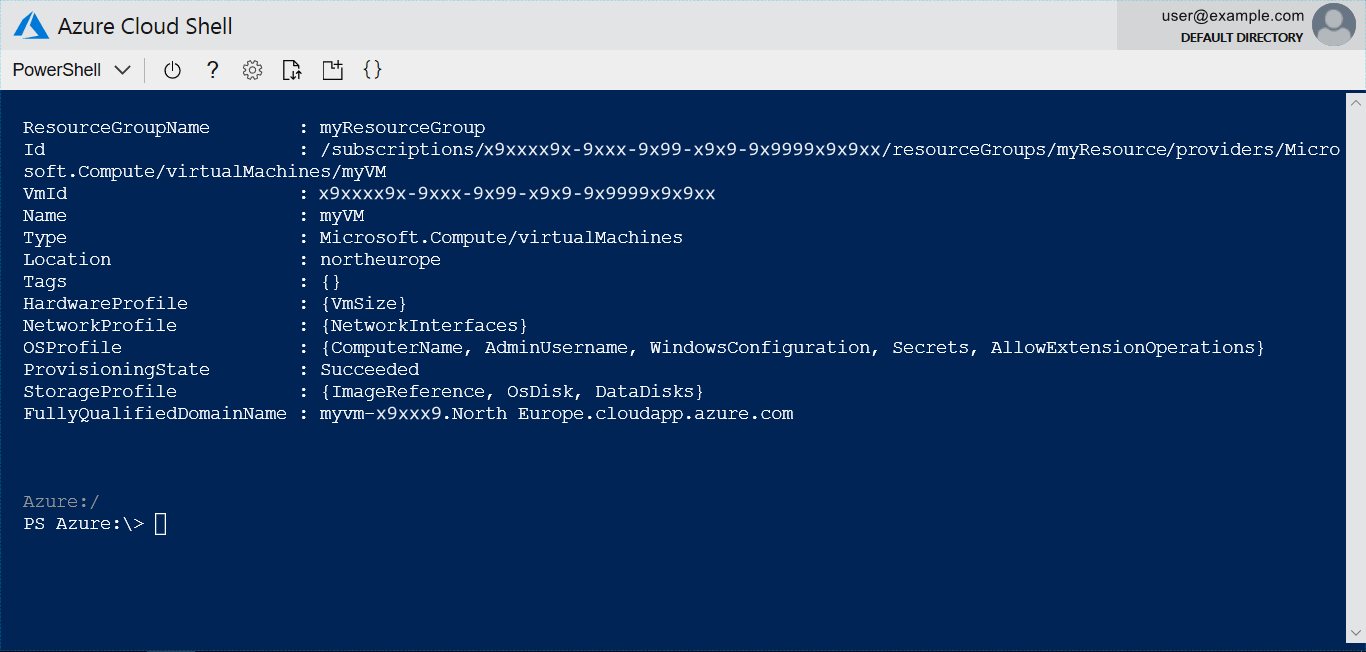 Azure Cloud Shell
user@example.com
DEFAULT DIRECTORY
PowerShell
? { }
ResourceGroupName : myResourceGroup
Id : /subscriptions/x9xxxx9x-9xxx-9x99-x9x9-9x9999x9x9xx/resourceGroups/myResource/providers/Micro
soft.Compute/virtualMachines/myVM
VmId : x9xxxx9x-9xxx-9x99-x9x9-9x9999x9x9xx
Name : myVM
Type : Microsoft.Compute/virtualMachines
Location : northeurope
Tags : {}
HardwareProfile : {VmSize}
NetworkProfile : {NetworkInterfaces}
OSProfile : {ComputerName, AdminUsername, WindowsConfiguration, Secrets, AllowExtensionOperations}
ProvisioningState : Succeeded
StorageProfile : {ImageReference, OsDisk, DataDisks}
FullyQualifiedDomainName : myvm-x9xxx9.North Europe.cloudapp.azure.com
Azure:/
PS Azure:\>